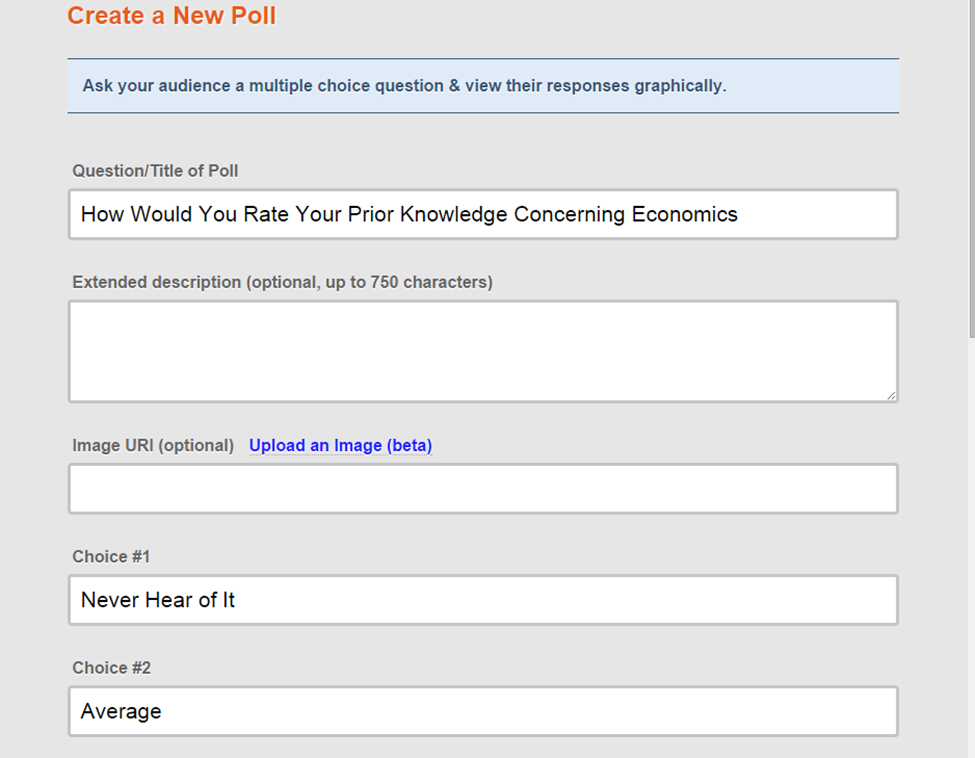 Create a New Poll
Ask your audience a multiple choice question & view their responses graphically.
Question/Title of Poll
How Would You Rate Your Prior Knowledge Concerning Economics
Extended description (optional, up to 750 characters)
Image URI (optional) Upload an Image (beta)
Choice #1
Never Hear of It
Choice #2
Average